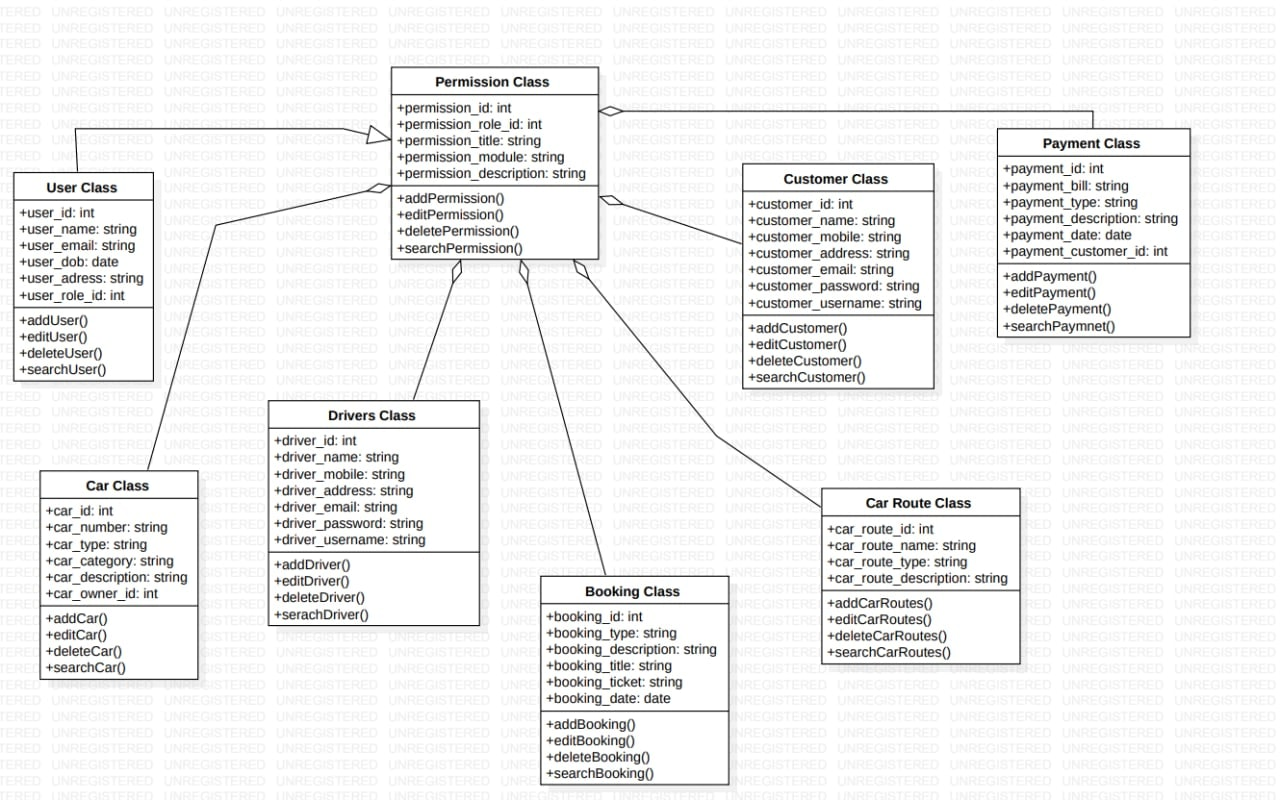 Permission Class
+permission_id: int
+permission_role_id: int
+permission_title: string
+permission_module: string
+permission_description: string
+addPermission()
+editPermission()
+deletePermission()
+searchPermission()
User Class
+user_id: int
+user_name: string
+user_email: string
+user_dob: date
+user_adress: string
+user_role_id: int
+addUser()
+editUser()
+deleteUser()
+searchUser()
Customer Class
+customer_id: int
+customer_name: string
+customer_mobile: string
+customer_address: string
+customer_email: string
+customer_password: string
+customer_username: string
+addCustomer()
+editCustomer()
+deleteCustomer()
+searchCustomer()
Payment Class
+payment_id: int
+payment_bill: string
+payment_type: string
+payment_description: string
+payment_date: date
+payment_customer_id: int
+addPayment()
+editPayment()
+deletePayment()
+searchPaymnet()
Car Class
+car_id: int
+car_number: string
+car_type: string
+car_category: string
+car_description: string
+car_owner_id: int
+addCar()
+editCar()
+deleteCar()
+searchCar()
Drivers Class
+driver_id: int
+driver_name: string
+driver_mobile: string
+driver_address: string
+driver_email: string
+driver_password: string
+driver_username: string
+addDriver()
+editDriver()
+deleteDriver()
+serachDriver()
Booking Class
+booking_id: int
+booking_type: string
+booking_description: string
+booking_title: string
+booking_ticket: string
+booking_date: date
+addBooking()
+editBooking()
+deleteBooking()
+searchBooking()
Car Route Class
+car_route_id: int
+car_route_name: string
+car_route_type: string
+car_route_description: string
+addCarRoutes()
+editCarRoutes()
+deleteCarRoutes()
+searchCarRoutes()
UNREGISTERED